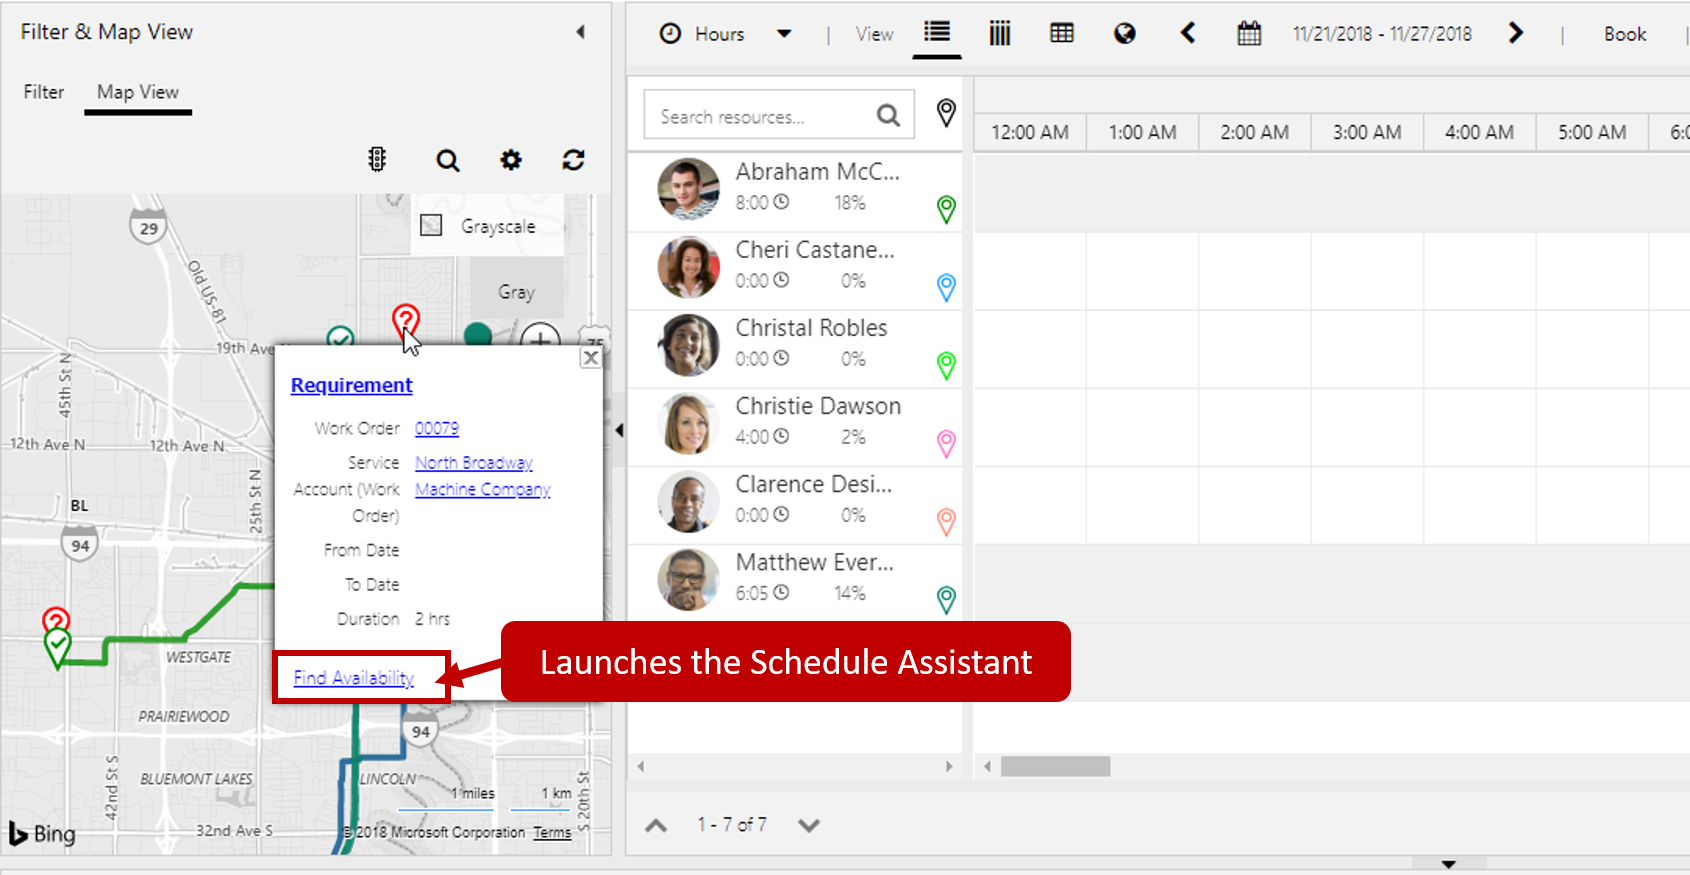 Filter & Map View
Filter Map View
Grayscale
Gray
29
Old US-81
19th Ave
75
45th St N
12th Ave N 12th Ave N
25th St N
BL
94
WESTGATE
PRAIRIEWOOD
BLUEMONT LAKES
LINCOLN
94
42nd St S
32nd Ave S
S 20th St
1 miles 1 km
Bing
© 2018 Microsoft Corporation Terms
Requirement
Work Order 00079
Service North Broadway
Account (Work Machine Company
Order)
From Date
To Date
Duration 2 hrs
Find Availability
Launches the Schedule Assistant
Hours | View 11/21/2018 - 11/27/2018 | Book |
Search resources...
12:00 AM 1:00 AM 2:00 AM 3:00 AM 4:00 AM 5:00 AM
Abraham McC...
8:00 18%
Cheri Castane...
0:00 0%
Christal Robles
0:00 0%
Christie Dawson
4:00 2%
Clarence Desi...
0:00 0%
Matthew Ever...
6:05 14%
1 - 7 of 7